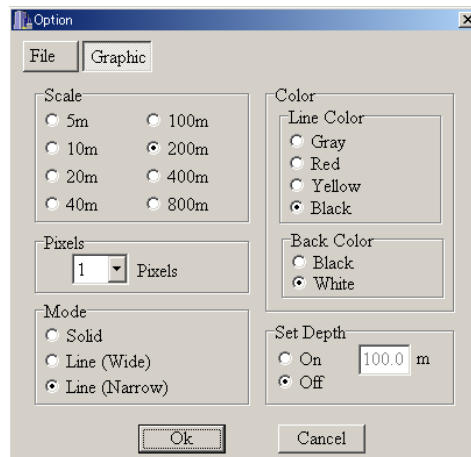 Option
File Graphic
Scale
5m 100m
10m 200m
20m 400m
40m 800m
Pixels
1 Pixels
Mode
Solid
Line (Wide)
Line (Narrow)
Color
Line Color
Gray
Red
Yellow
Black
Back Color
Black
White
Set Depth
On 100.0 m
Off
Ok Cancel